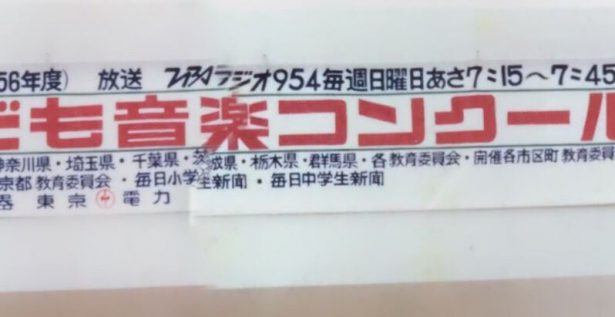 56年度) 放送 TBSラジオ954毎週日曜日あさ7:15〜7:45
ども音楽コンクール
神奈川県・埼玉県・千葉県・茨城県・栃木県・群馬県・各教育委員会・開催各市区町教育委員
京都教育委員会・毎日小学生新聞・毎日中学生新聞
器 東京 電力